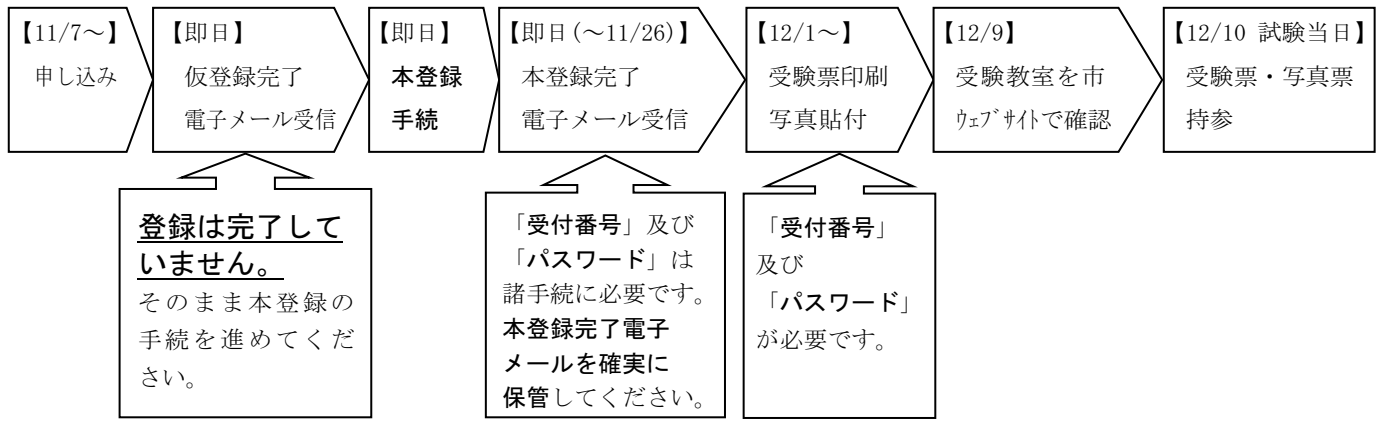 【11/7～】
申し込み
【即日】
仮登録完了
電子メール受信
【即日】
本登録
手続
【即日(～11/26)】
本登録完了
電子メール受信
【12/1～】
受験票印刷
写真貼付
【12/9】
受験教室を市
ｳｪﾌﾞｻｲﾄで確認
【12/10 試験当日】
受験票・写真票
持参
登録は完了して
いません。
そのまま本登録の
手続を進めてくだ
さい。
「受付番号」及び
「パスワード」は
諸手続に必要です。
本登録完了電子
メールを確実に
保管してください。
「受付番号」
及び
「パスワード」
が必要です。